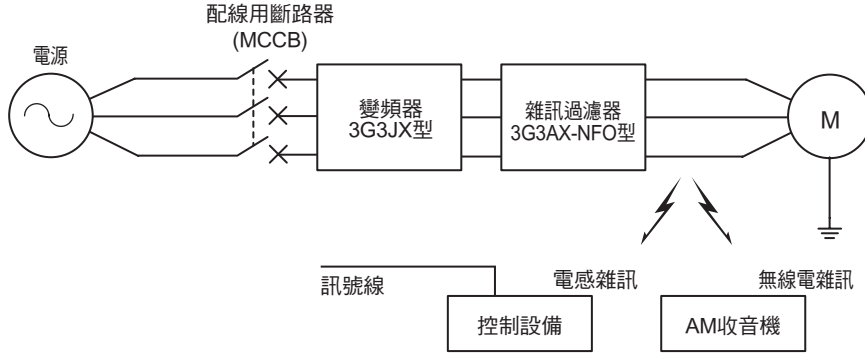 配線用斷路器
(MCCB)
電源
變頻器
3G3JX型
雜訊過濾器
3G3AX-NFO型
M
訊號線
電感雜訊
無線電雜訊
控制設備
AM收音機